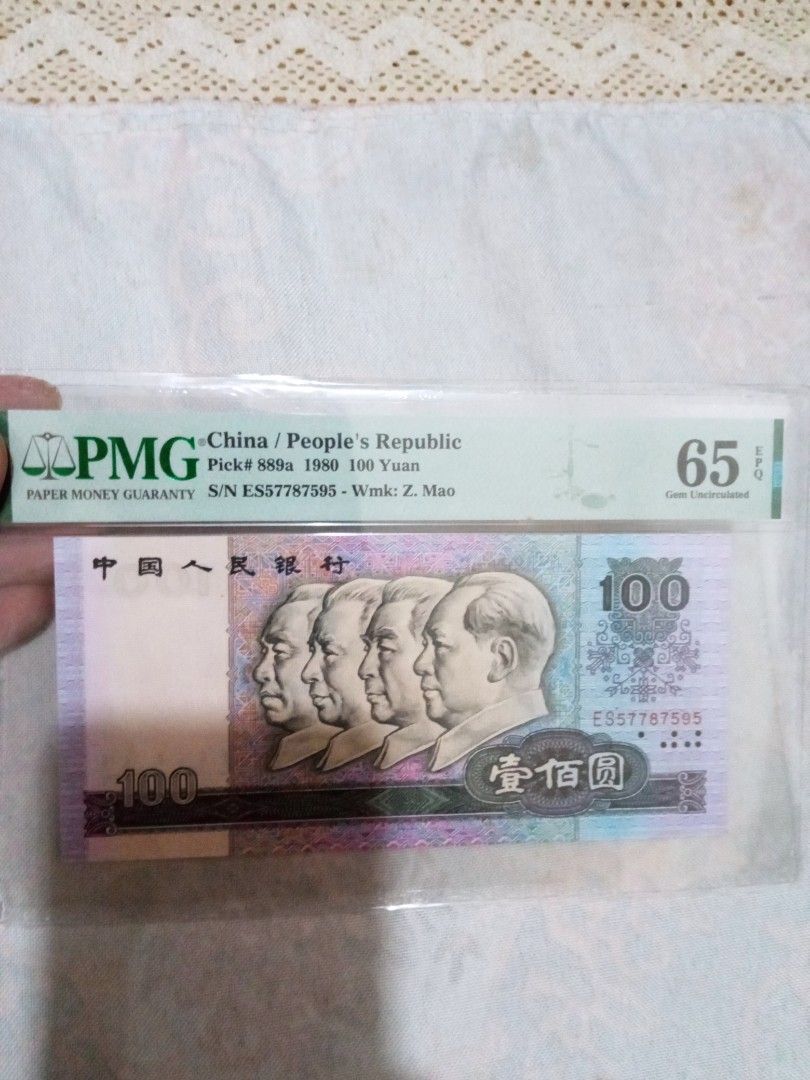 PMG®
PAPER MONEY GUARANTY
China / People's Republic
Pick# 889a 1980 100 Yuan
S/N ES57787595 - Wmk: Z. Mao
65 EPQ
Gem Uncirculated
中国人民银行
100
ES57787595
壹佰圆
100